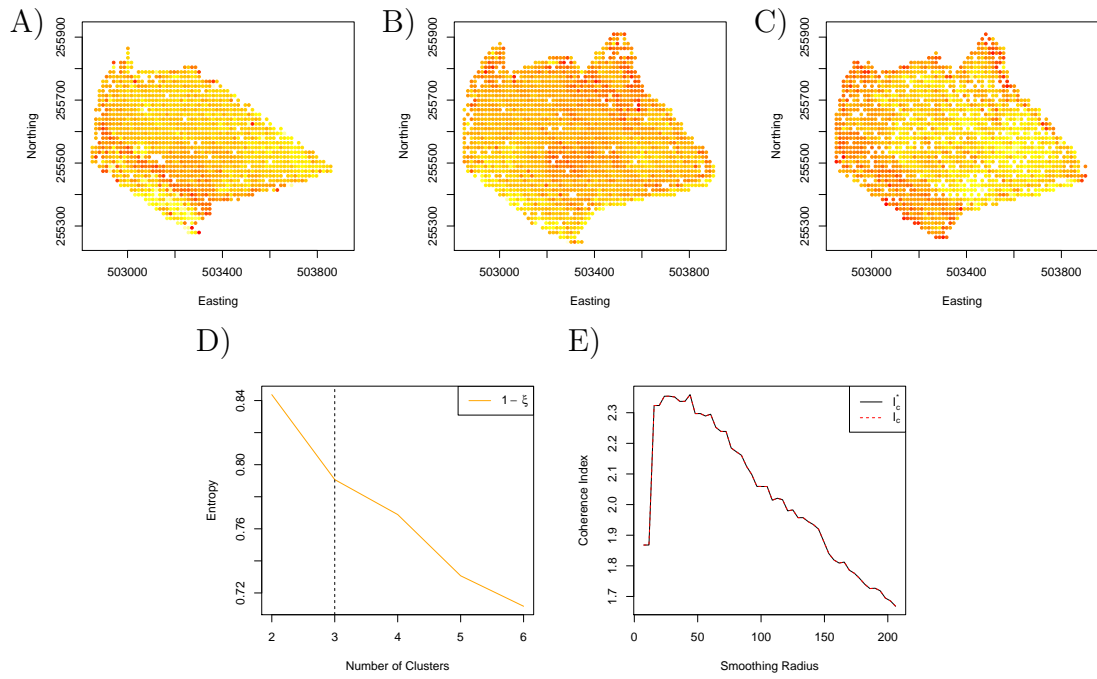 A)
B)
C)
255900
255700
255500
255300
Northing
503000
503400
503800
Easting
255900
255700
255500
255300
Northing
503000
503400
503800
Easting
255900
255700
255500
255300
Northing
503000
503400
503800
Easting
D)
E)
1 − ξ
0.84
0.80
0.76
0.72
Entropy
2
3
4
5
6
Number of Clusters
I*c
Ic
2.3
2.2
2.1
2.0
1.9
1.8
1.7
Coherence Index
0
50
100
150
200
Smoothing Radius